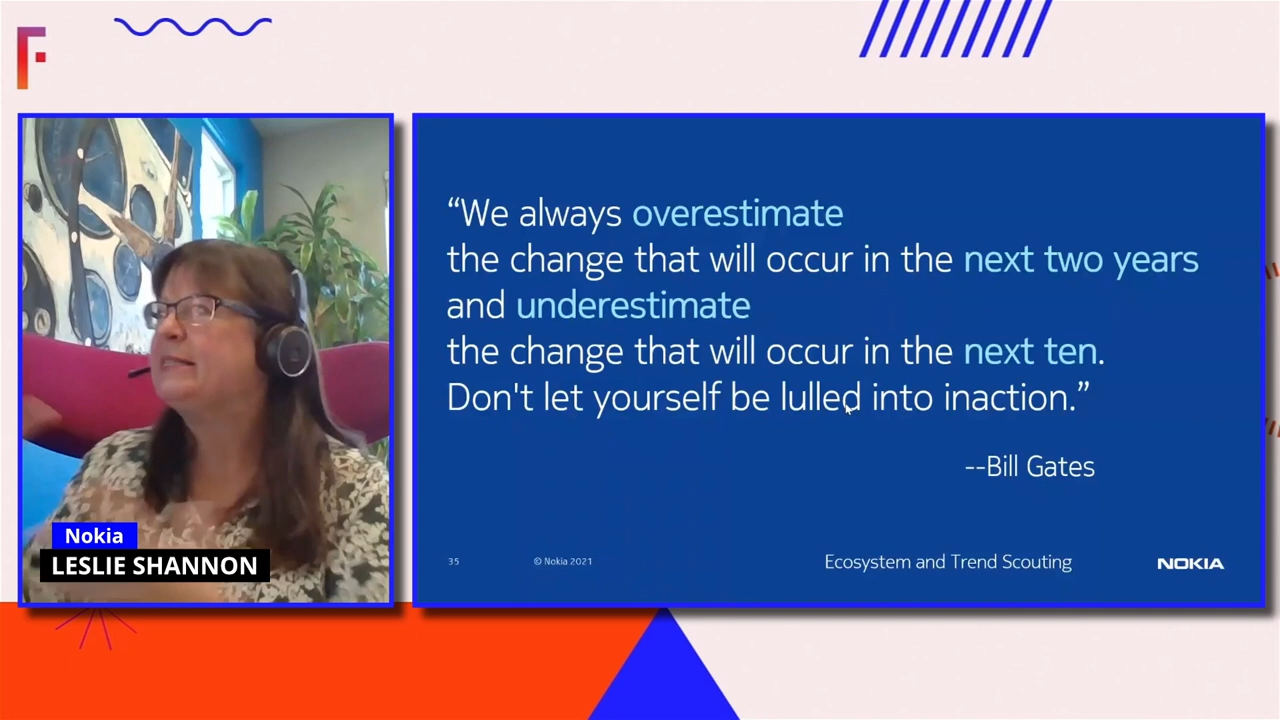 F
Nokia
LESLIE SHANNON
“We always overestimate
the change that will occur in the next two years
and underestimate
the change that will occur in the next ten.
Don't let yourself be lulled into inaction.”
--Bill Gates
35
© Nokia 2021
Ecosystem and Trend Scouting
NOKIA